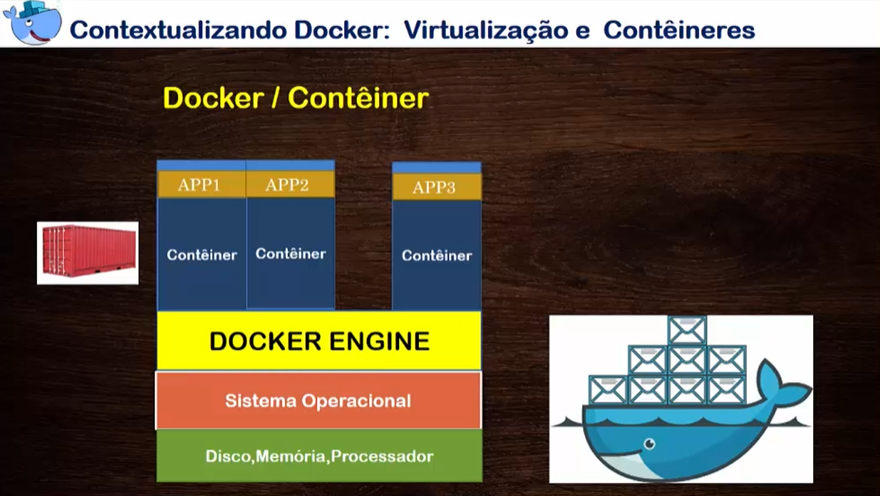 Contextualizando Docker: Virtualização e Contêineres
Docker / Contêiner
APP1 APP2 APP3
Contêiner Contêiner Contêiner
DOCKER ENGINE
Sistema Operacional
Disco,Memória,Processador